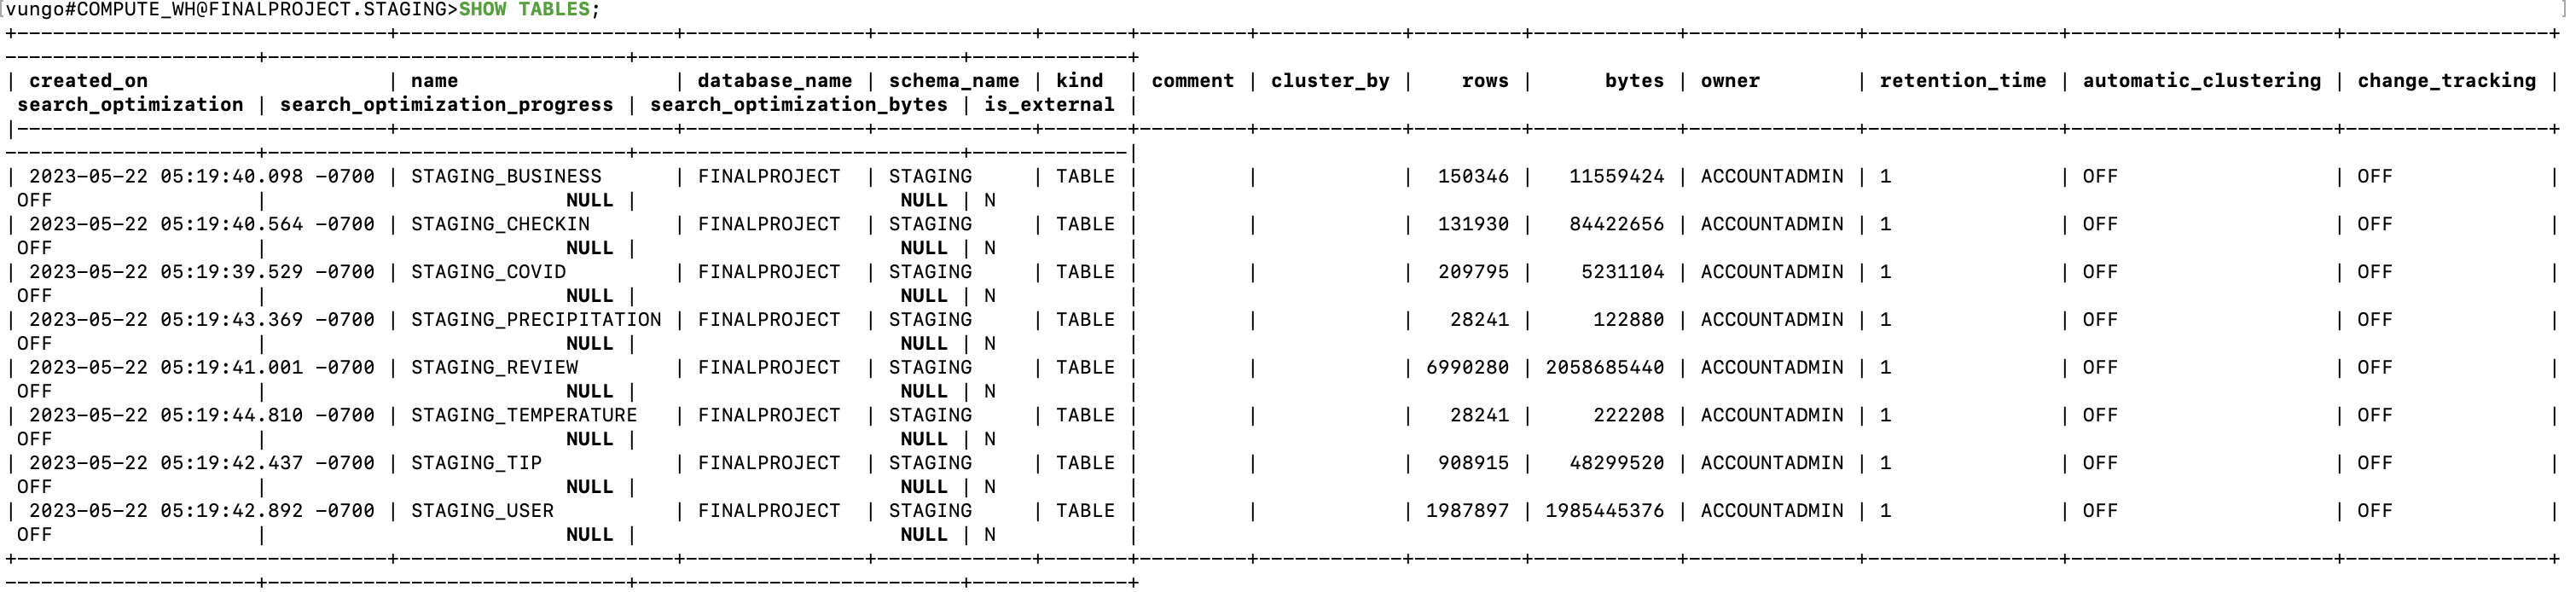 vungo#COMPUTE_WH@FINALPROJECT.STAGING>SHOW TABLES;
+-------------------------------+-----------------------+---------------+-------------+-------+---------+------------+---------+------------+--------------+----------------+----------------------+-----------------+
---------------------+------------------------------+---------------------------+-------------+
| created_on                    | name                  | database_name | schema_name | kind  | comment | cluster_by |    rows |      bytes | owner        | retention_time | automatic_clustering | change_tracking |
search_optimization | search_optimization_progress | search_optimization_bytes | is_external |
|-------------------------------+-----------------------+---------------+-------------+-------+---------+------------+---------+------------+--------------+----------------+----------------------+-----------------+
---------------------+------------------------------+---------------------------+-------------|
| 2023-05-22 05:19:40.098 -0700 | STAGING_BUSINESS      | FINALPROJECT  | STAGING     | TABLE |         |            |  150346 |   11559424 | ACCOUNTADMIN | 1              | OFF                  | OFF             |
OFF                 |                         NULL |                      NULL | N           |
| 2023-05-22 05:19:40.564 -0700 | STAGING_CHECKIN       | FINALPROJECT  | STAGING     | TABLE |         |            |  131930 |   84422656 | ACCOUNTADMIN | 1              | OFF                  | OFF             |
OFF                 |                         NULL |                      NULL | N           |
| 2023-05-22 05:19:39.529 -0700 | STAGING_COVID         | FINALPROJECT  | STAGING     | TABLE |         |            |  209795 |    5231104 | ACCOUNTADMIN | 1              | OFF                  | OFF             |
OFF                 |                         NULL |                      NULL | N           |
| 2023-05-22 05:19:43.369 -0700 | STAGING_PRECIPITATION | FINALPROJECT  | STAGING     | TABLE |         |            |   28241 |     122880 | ACCOUNTADMIN | 1              | OFF                  | OFF             |
OFF                 |                         NULL |                      NULL | N           |
| 2023-05-22 05:19:41.001 -0700 | STAGING_REVIEW        | FINALPROJECT  | STAGING     | TABLE |         |            | 6990280 | 2058685440 | ACCOUNTADMIN | 1              | OFF                  | OFF             |
OFF                 |                         NULL |                      NULL | N           |
| 2023-05-22 05:19:44.810 -0700 | STAGING_TEMPERATURE   | FINALPROJECT  | STAGING     | TABLE |         |            |   28241 |     222208 | ACCOUNTADMIN | 1              | OFF                  | OFF             |
OFF                 |                         NULL |                      NULL | N           |
| 2023-05-22 05:19:42.437 -0700 | STAGING_TIP           | FINALPROJECT  | STAGING     | TABLE |         |            |  908915 |   48299520 | ACCOUNTADMIN | 1              | OFF                  | OFF             |
OFF                 |                         NULL |                      NULL | N           |
| 2023-05-22 05:19:42.892 -0700 | STAGING_USER          | FINALPROJECT  | STAGING     | TABLE |         |            | 1987897 | 1985445376 | ACCOUNTADMIN | 1              | OFF                  | OFF             |
OFF                 |                         NULL |                      NULL | N           |
+-------------------------------+-----------------------+---------------+-------------+-------+---------+------------+---------+------------+--------------+----------------+----------------------+-----------------+
---------------------+------------------------------+---------------------------+-------------+